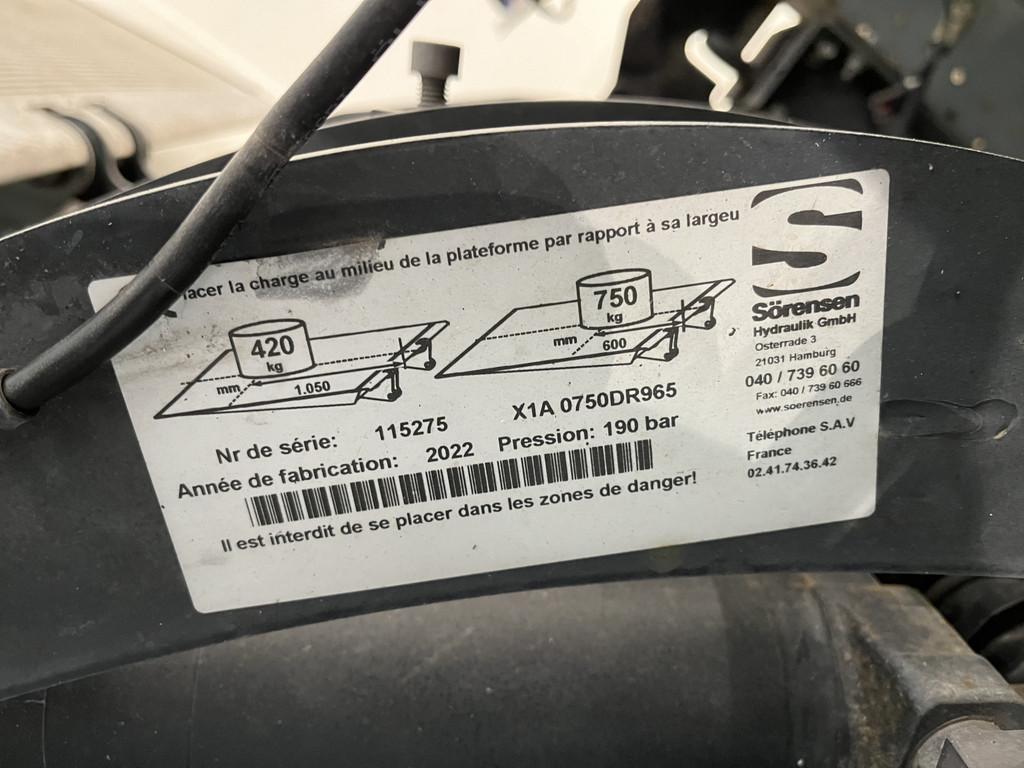 lacer la charge au milieu de la plateforme par rapport à sa largeu
420
kg
mm
1.050
750
kg
mm
600
Nr de série: 115275 X1A 0750DR965
Année de fabrication: 2022 Pression: 190 bar
Il est interdit de se placer dans les zones de danger!
S
Sörensen
Hydraulik GmbH
Osterrade 3
21031 Hamburg
040 / 739 60 60
Fax: 040 / 739 60 666
www.soerensen.de
Téléphone S.A.V
France
02.41.74.36.42